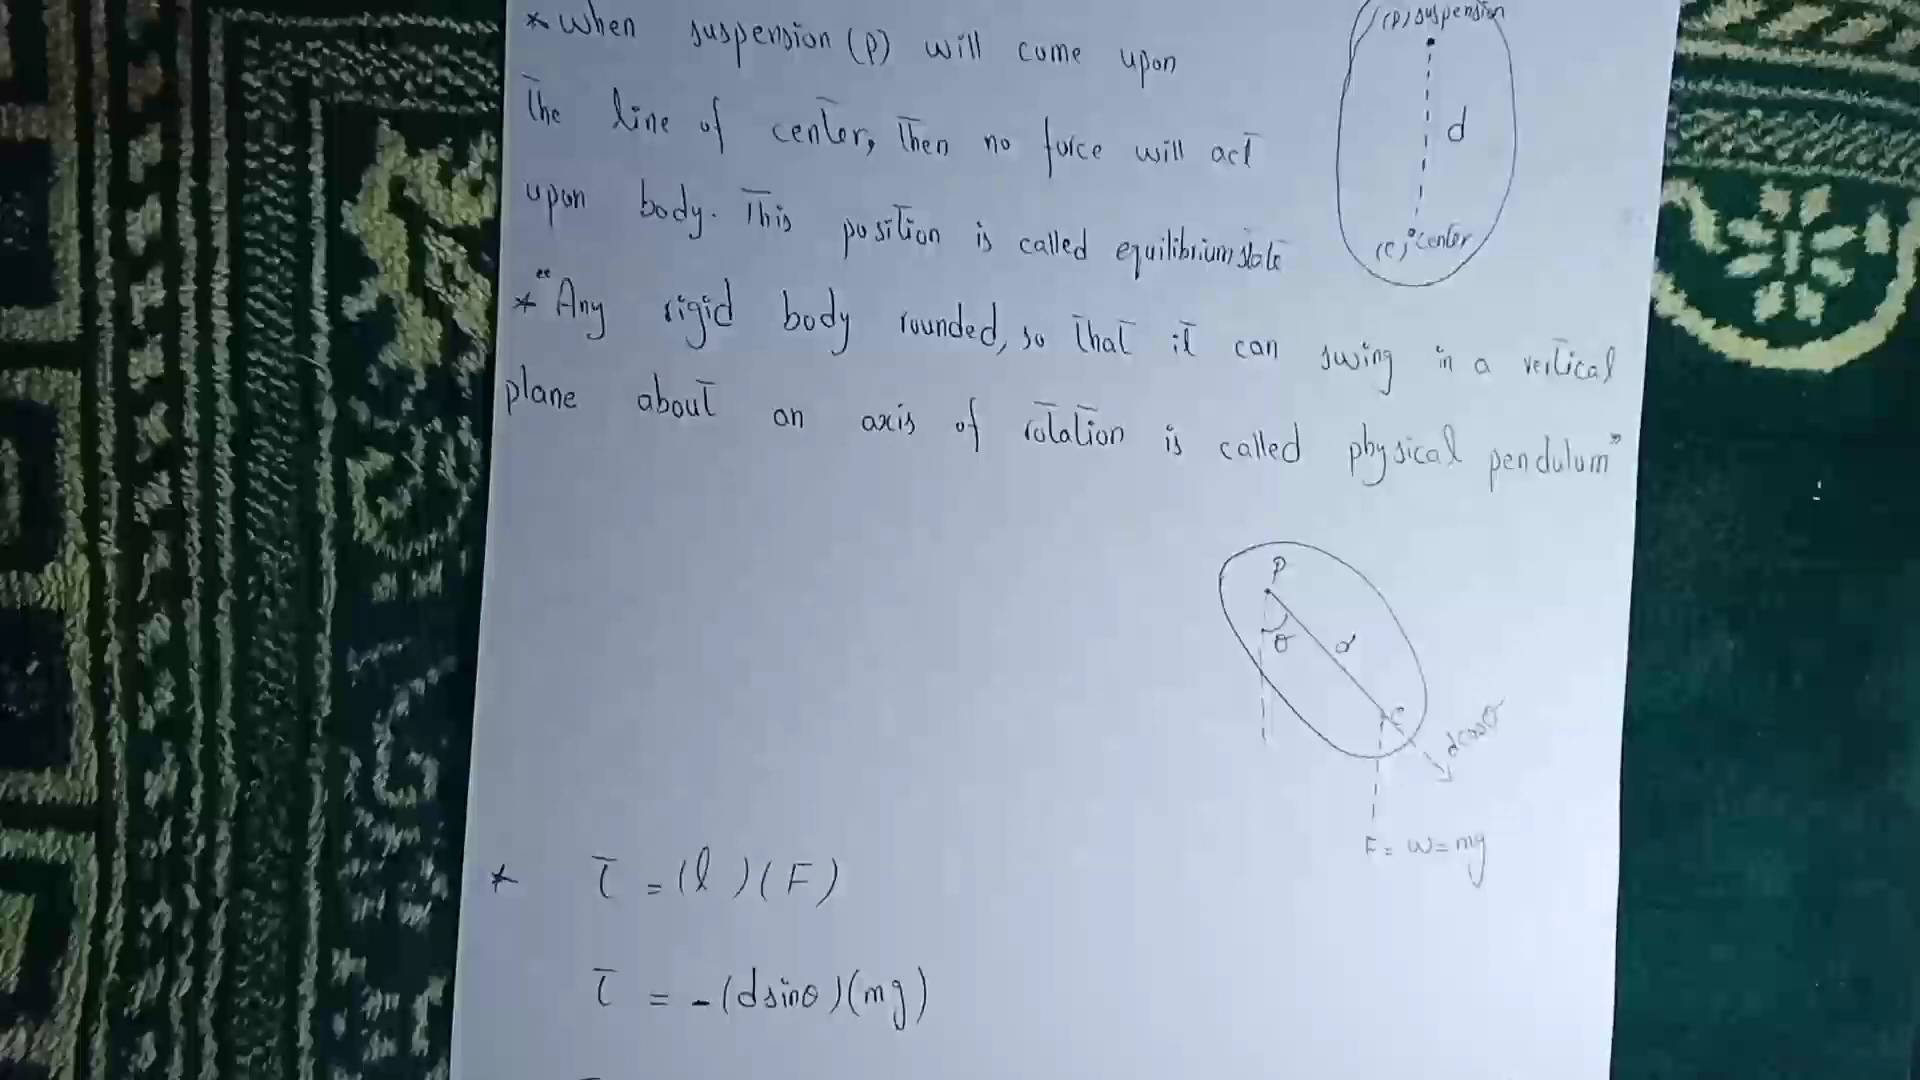 * When suspension (P) will come upon
The line of center, Then no force will act
upon body. This position is called equilibrium state
* "Any rigid body rounded, so that it can swing in a vertical
plane about an axis of rotation is called physical pendulum"
(P) suspension
d
(C) center
P
θ
d
C
d cosθ
F = W = mg
* τ = (l)(F)
τ = -(d sinθ)(mg)